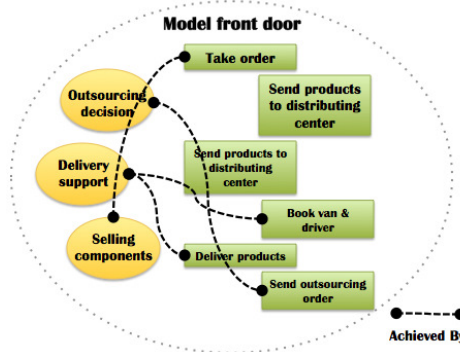 Model front door
Take order
Outsourcing
decision
Send products
to distributing
center
Send products to
distributing
center
Delivery
support
Book van &
driver
Selling
components
Deliver products
Send outsourcing
order
Achieved By